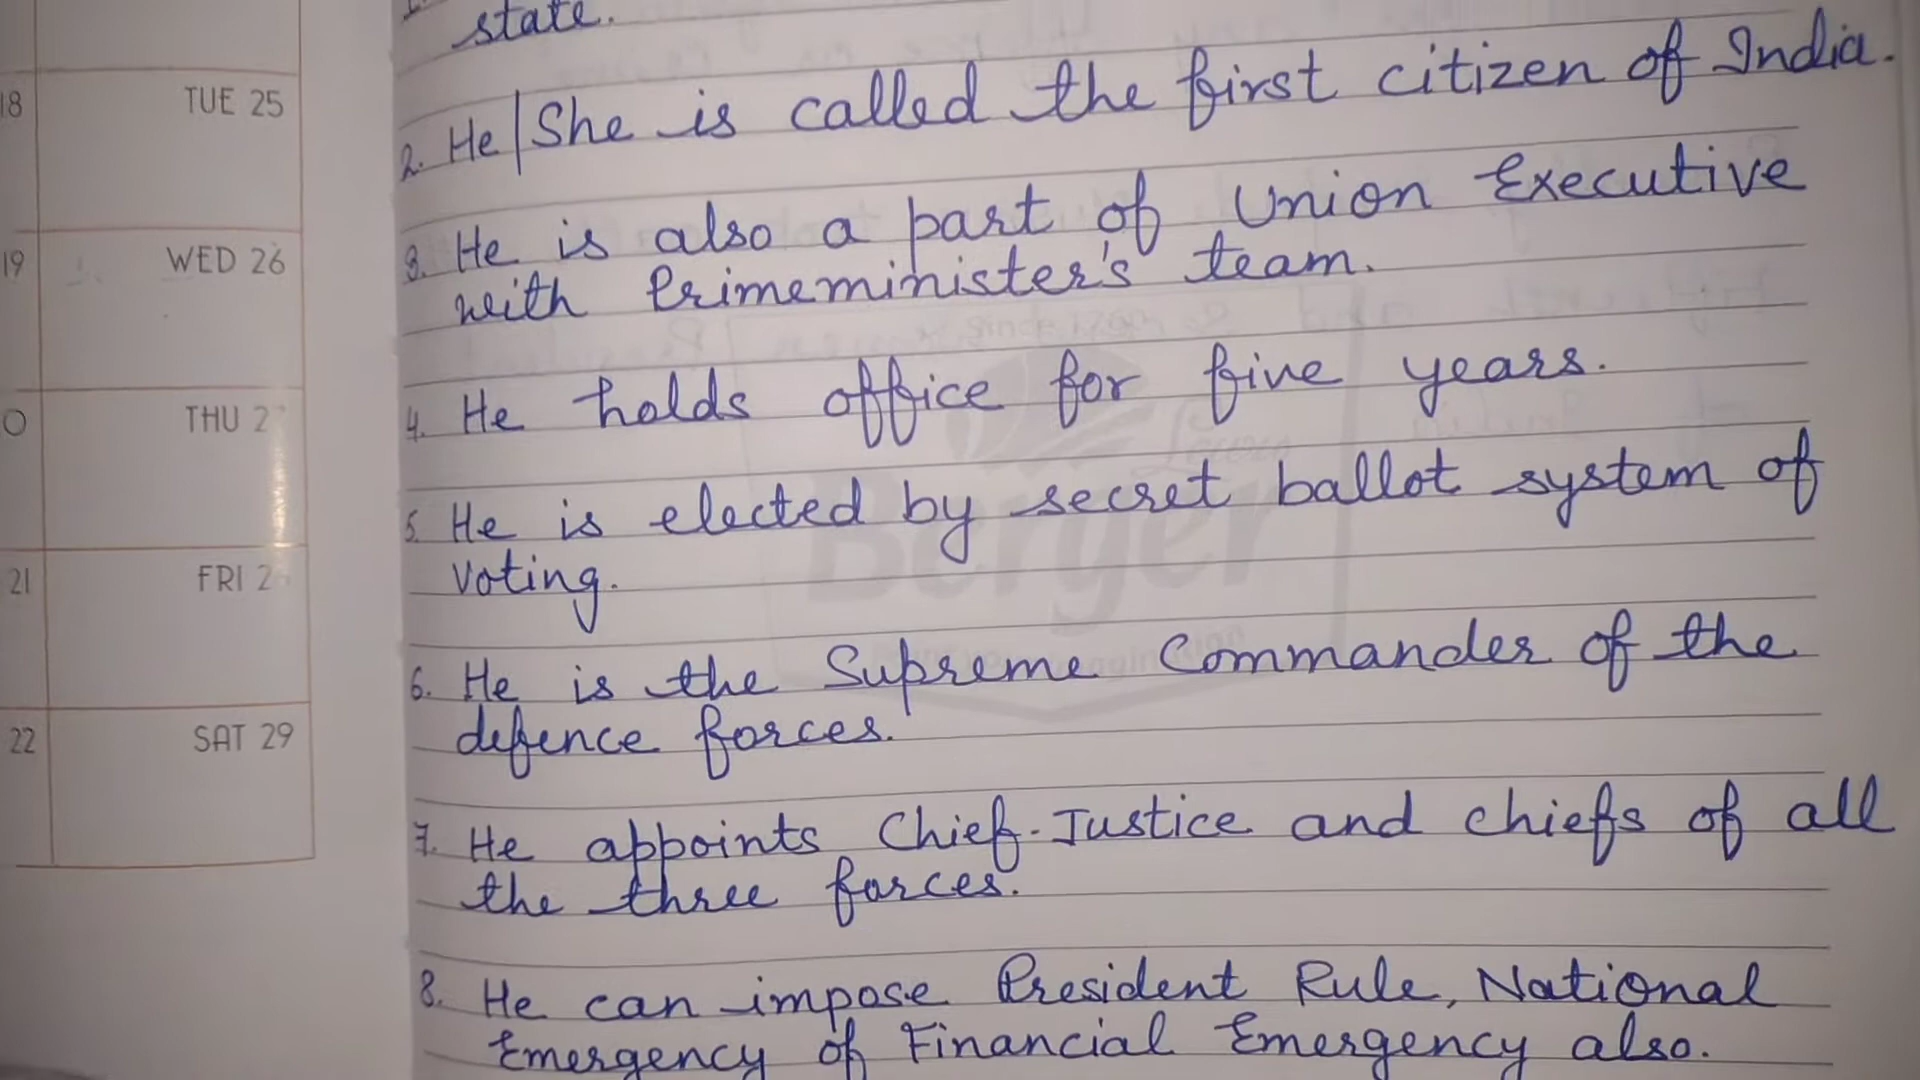 1.
state.
18 TUE 25
2. He/She is called the first citizen of India.
19 WED 26
3. He is also a part of Union Executive
with Primeminister's team.
THU 2
4. He holds office for five years.
5. He is elected by secret ballot system of
voting.
21 FRI 2
6. He is the Supreme Commander of the
defence forces.
22 SAT 29
7. He appoints Chief-Justice and chiefs of all
the three forces.
8. He can impose President Rule, National
Emergency of Financial Emergency also.
Berger